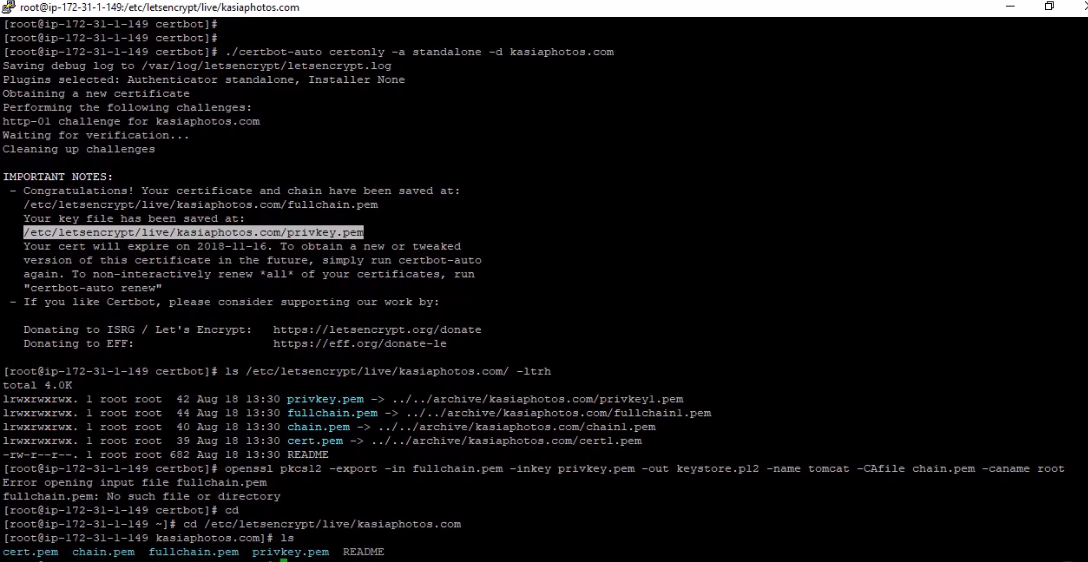 root@ip-172-31-1-149:/etc/letsencrypt/live/kasiaphotos.com
[root@ip-172-31-1-149 certbot]#
[root@ip-172-31-1-149 certbot]#
[root@ip-172-31-1-149 certbot]# ./certbot-auto certonly -a standalone -d kasiaphotos.com
Saving debug log to /var/log/letsencrypt/letsencrypt.log
Plugins selected: Authenticator standalone, Installer None
Obtaining a new certificate
Performing the following challenges:
http-01 challenge for kasiaphotos.com
Waiting for verification...
Cleaning up challenges
IMPORTANT NOTES:
- Congratulations! Your certificate and chain have been saved at:
/etc/letsencrypt/live/kasiaphotos.com/fullchain.pem
Your key file has been saved at:
/etc/letsencrypt/live/kasiaphotos.com/privkey.pem
Your cert will expire on 2018-11-16. To obtain a new or tweaked
version of this certificate in the future, simply run certbot-auto
again. To non-interactively renew *all* of your certificates, run
"certbot-auto renew"
- If you like Certbot, please consider supporting our work by:
Donating to ISRG / Let's Encrypt:   https://letsencrypt.org/donate
Donating to EFF:                    https://eff.org/donate-le
[root@ip-172-31-1-149 certbot]# ls /etc/letsencrypt/live/kasiaphotos.com/ -ltrh
total 4.0K
lrwxrwxrwx. 1 root root  42 Aug 18 13:30 privkey.pem -> ../../archive/kasiaphotos.com/privkey1.pem
lrwxrwxrwx. 1 root root  44 Aug 18 13:30 fullchain.pem -> ../../archive/kasiaphotos.com/fullchain1.pem
lrwxrwxrwx. 1 root root  40 Aug 18 13:30 chain.pem -> ../../archive/kasiaphotos.com/chain1.pem
lrwxrwxrwx. 1 root root  39 Aug 18 13:30 cert.pem -> ../../archive/kasiaphotos.com/cert1.pem
-rw-r--r--. 1 root root 682 Aug 18 13:30 README
[root@ip-172-31-1-149 certbot]# openssl pkcs12 -export -in fullchain.pem -inkey privkey.pem -out keystore.p12 -name tomcat -CAfile chain.pem -caname root
Error opening input file fullchain.pem
fullchain.pem: No such file or directory
[root@ip-172-31-1-149 certbot]# cd
[root@ip-172-31-1-149 ~]# cd /etc/letsencrypt/live/kasiaphotos.com
[root@ip-172-31-1-149 kasiaphotos.com]# ls
cert.pem  chain.pem  fullchain.pem  privkey.pem  README